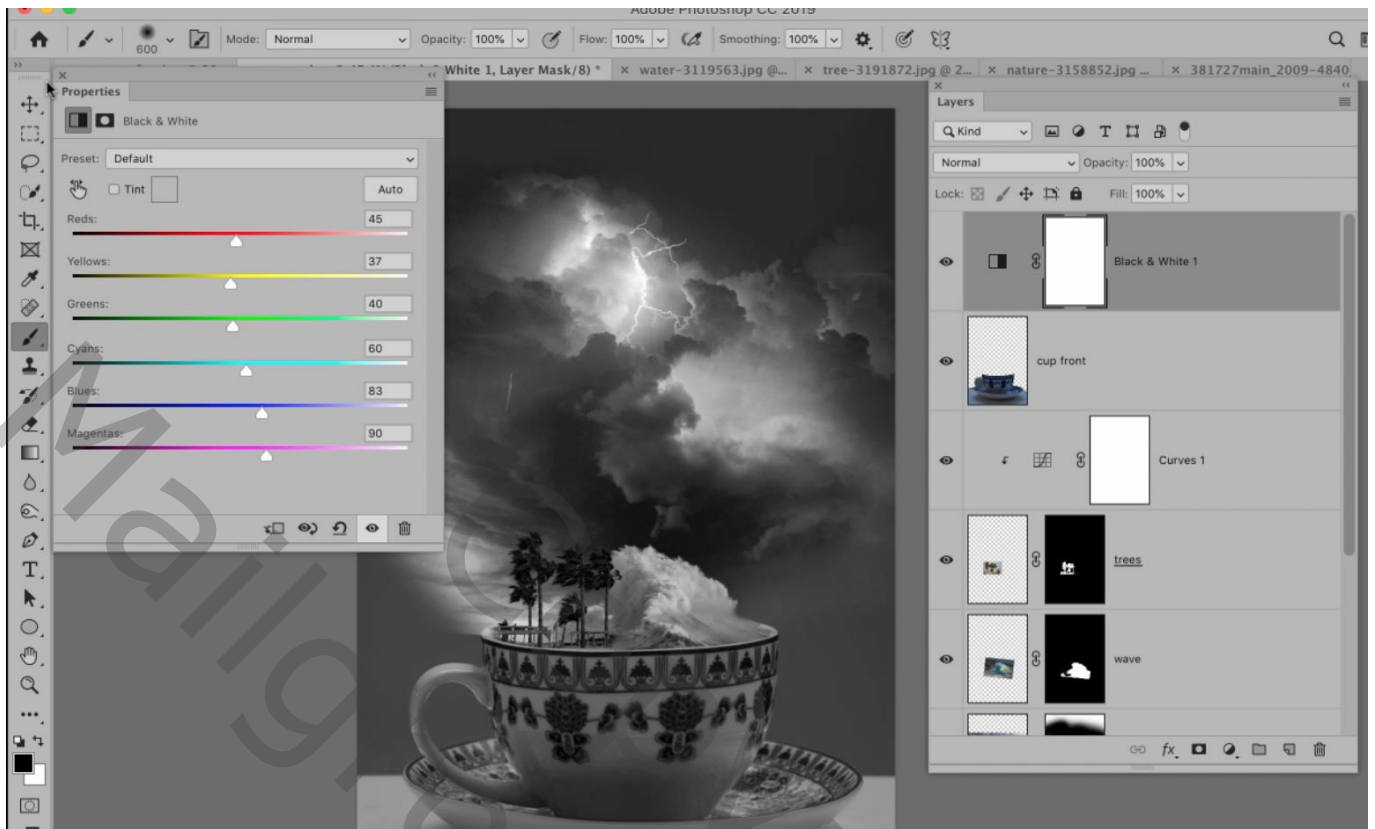 Adobe Photoshop CC 2019
600
Mode: Normal
Opacity: 100%
Flow: 100%
Smoothing: 100%
White 1, Layer Mask/8) *
× water-3119563.jpg @...
× tree-3191872.jpg @ 2...
× nature-3158852.jpg ...
× 381727main_2009-4840
Properties
Black & White
Preset: Default
Tint
Auto
Reds: 45
Yellows: 37
Greens: 40
Cyans: 60
Blues: 83
Magentas: 90
Layers
Kind
Normal
Opacity: 100%
Lock:
Fill: 100%
Black & White 1
cup front
Curves 1
trees
wave
fx